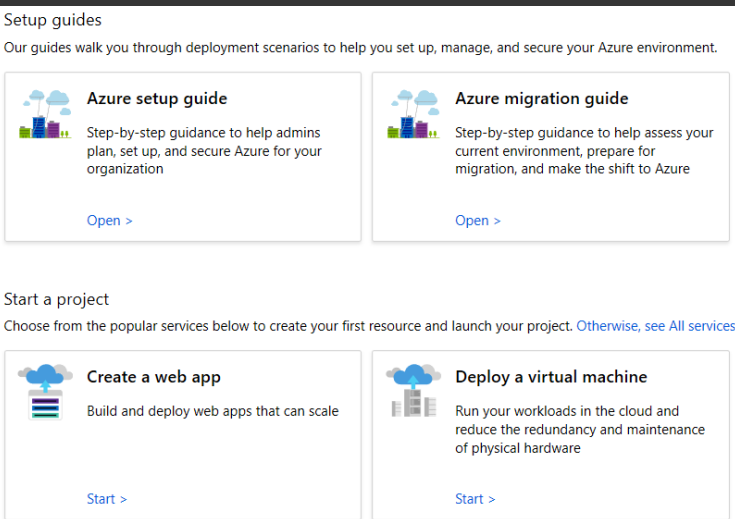 Setup guides
Our guides walk you through deployment scenarios to help you set up, manage, and secure your Azure environment.
Azure setup guide
Step-by-step guidance to help admins
plan, set up, and secure Azure for your
organization
Open >
Azure migration guide
Step-by-step guidance to help assess your
current environment, prepare for
migration, and make the shift to Azure
Open >
Start a project
Choose from the popular services below to create your first resource and launch your project. Otherwise, see All services
Create a web app
Build and deploy web apps that can scale
Start >
Deploy a virtual machine
Run your workloads in the cloud and
reduce the redundancy and maintenance
of physical hardware
Start >